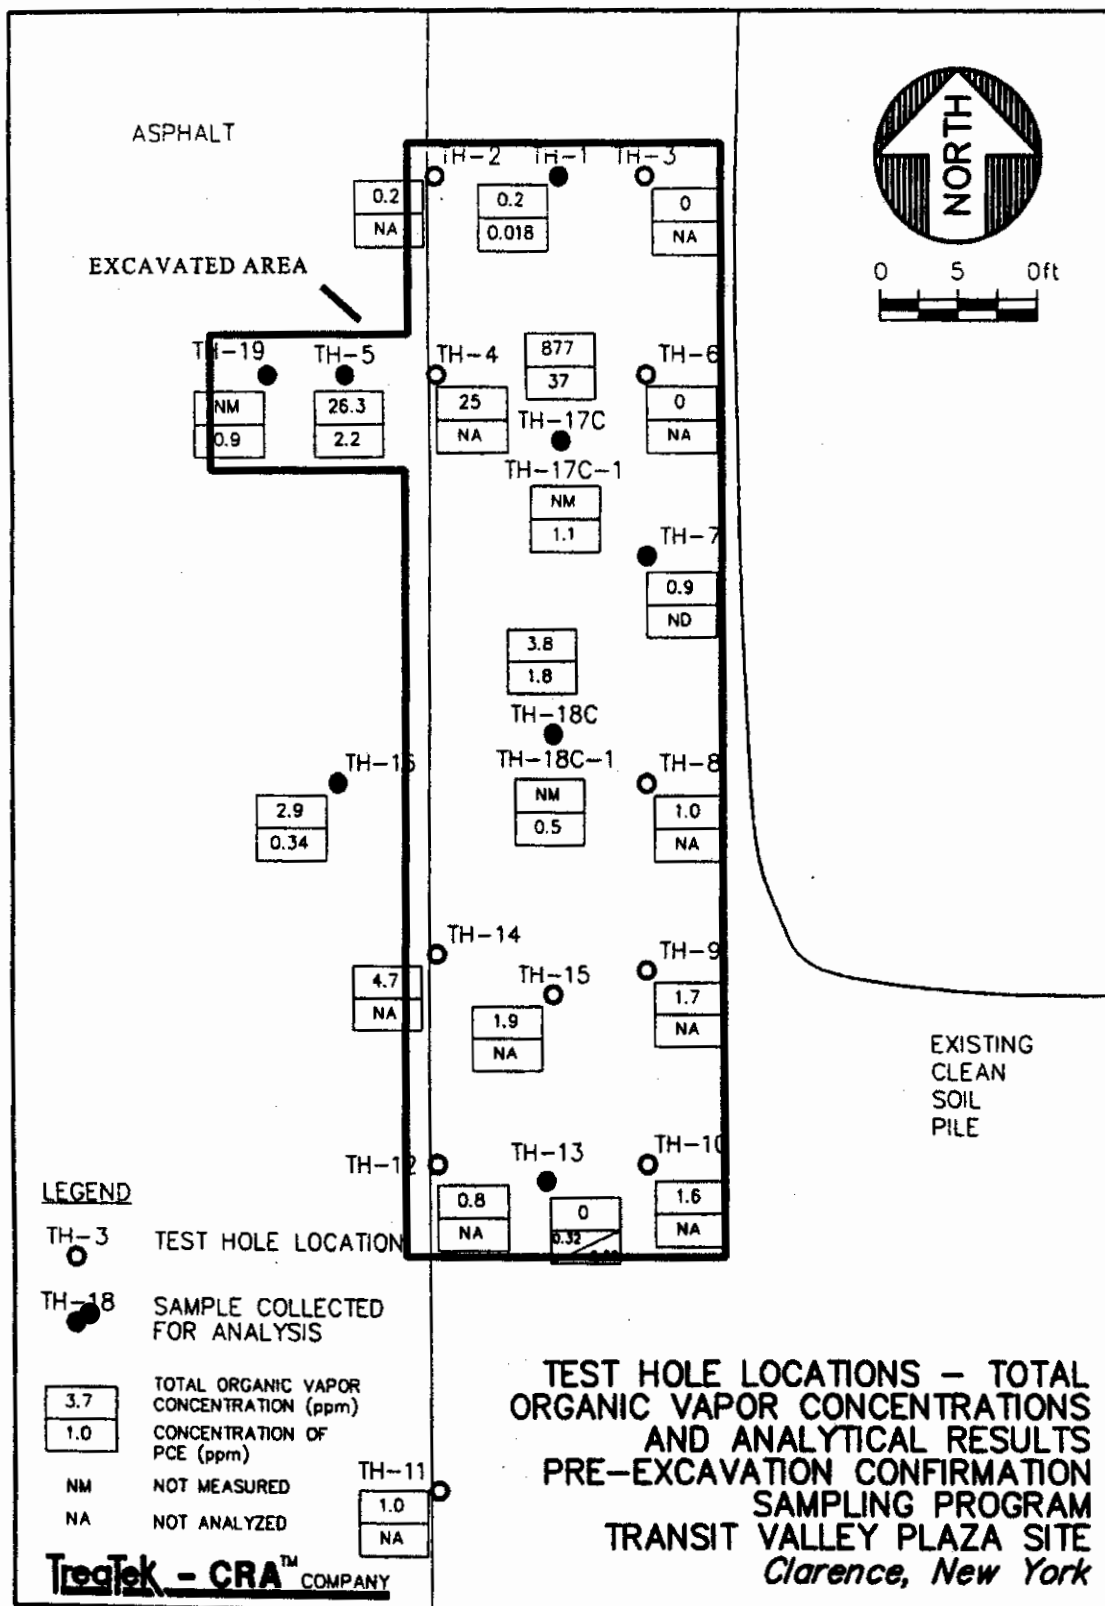 ASPHALT
NORTH
TH-2
TH-1
TH-3
0.2
NA
0.2
0.018
0
NA
EXCAVATED AREA
0 5 0ft
TH-19
TH-5
TH-4
877
37
TH-6
NM
0.9
26.3
2.2
25
NA
0
NA
TH-17C
TH-17C-1
NM
1.1
TH-7
0.9
ND
3.8
1.8
TH-18C
TH-18C-1
NM
0.5
TH-16
2.9
0.34
TH-8
1.0
NA
TH-14
4.7
NA
TH-15
1.9
NA
TH-9
1.7
NA
EXISTING
CLEAN
SOIL
PILE
TH-12
0.8
NA
TH-13
0
0.32
TH-10
1.6
NA
LEGEND
TH-3
TEST HOLE LOCATION
TH-18
SAMPLE COLLECTED
FOR ANALYSIS
3.7
TOTAL ORGANIC VAPOR
CONCENTRATION (ppm)
1.0
CONCENTRATION OF
PCE (ppm)
NM NOT MEASURED
NA NOT ANALYZED
TH-11
1.0
NA
TreaTek - CRA™ COMPANY
TEST HOLE LOCATIONS - TOTAL
ORGANIC VAPOR CONCENTRATIONS
AND ANALYTICAL RESULTS
PRE-EXCAVATION CONFIRMATION
SAMPLING PROGRAM
TRANSIT VALLEY PLAZA SITE
Clarence, New York